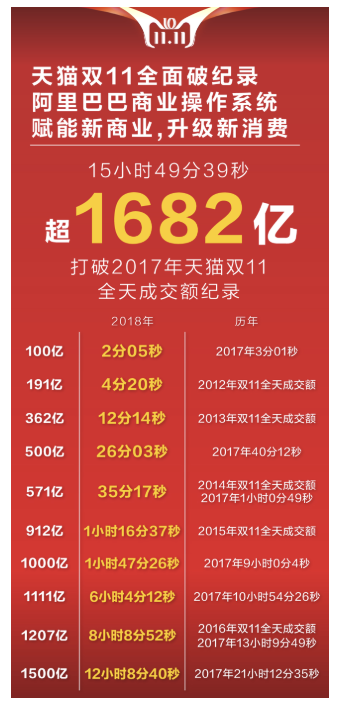 10
11.11
天猫双11全面破纪录
阿里巴巴商业操作系统
赋能新商业,升级新消费
15小时49分39秒
超1682亿
打破2017年天猫双11
全天成交额纪录
2018年 历年
100亿 2分05秒 2017年3分01秒
191亿 4分20秒 2012年双11全天成交额
362亿 12分14秒 2013年双11全天成交额
500亿 26分03秒 2017年40分12秒
571亿 35分17秒 2014年双11全天成交额
2017年1小时0分49秒
912亿 1小时16分37秒 2015年双11全天成交额
1000亿 1小时47分26秒 2017年9小时0分4秒
1111亿 6小时4分12秒 2017年10小时54分26秒
1207亿 8小时8分52秒 2016年双11全天成交额
2017年13小时9分49秒
1500亿 12小时8分40秒 2017年21小时12分35秒